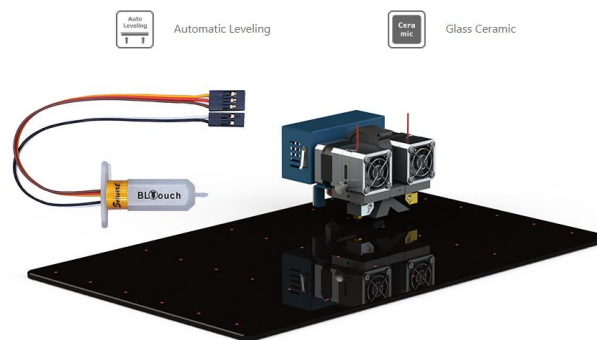 Auto
Leveling
Automatic Leveling
Cera
mic
Glass Ceramic
BLTouch